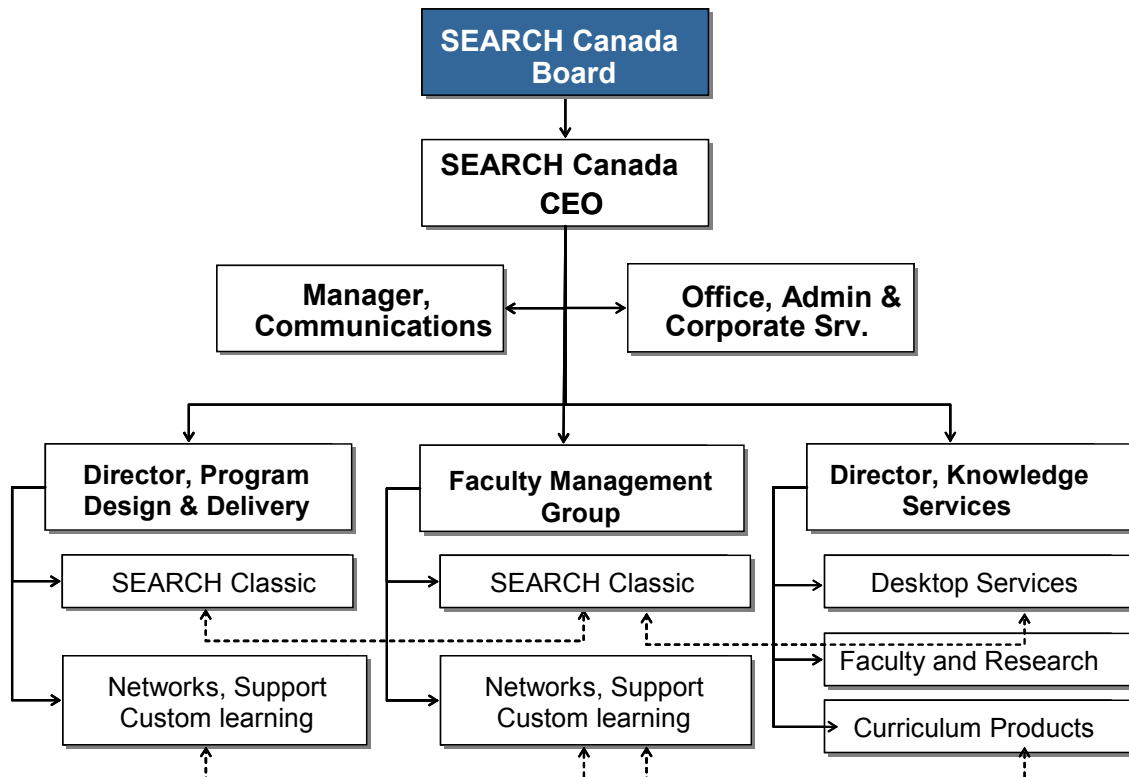 SEARCH Canada
Board
SEARCH Canada
CEO
Manager,
Communications
Office, Admin &
Corporate Srv.
Director, Program
Design & Delivery
Faculty Management
Group
Director, Knowledge
Services
SEARCH Classic
SEARCH Classic
Desktop Services
Faculty and Research
Networks, Support
Custom learning
Networks, Support
Custom learning
Curriculum Products